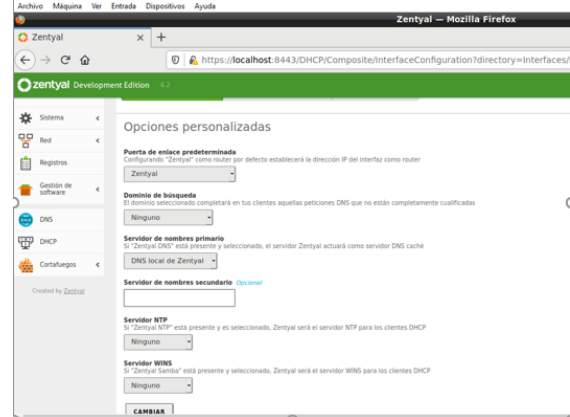 Archivo Máquina Ver Entrada Dispositivos Ayuda
Zentyal — Mozilla Firefox
Zentyal × +
https://localhost:8443/DHCP/Composite/InterfaceConfiguration?directory=Interfaces/
zentyal Development Edition 6.2
Sistema
Red
Registros
Gestión de
software
DNS
DHCP
Cortafuegos
Created by Zentyal
Opciones personalizadas
Puerta de enlace predeterminada
Configurando "Zentyal" como router por defecto establecerá la dirección IP del interfaz como router
Zentyal
Dominio de búsqueda
El dominio seleccionado completará en tus clientes aquellas peticiones DNS que no están completamente cualificadas
Ninguno
Servidor de nombres primario
Si "Zentyal DNS" está presente y seleccionado, el servidor Zentyal actuará como servidor DNS caché
DNS local de Zentyal
Servidor de nombres secundario Opcional
Servidor NTP
Si "Zentyal NTP" está presente y es seleccionado, Zentyal será el servidor NTP para los clientes DHCP
Ninguno
Servidor WINS
Si "Zentyal Samba" está presente y seleccionado, Zentyal será el servidor WINS para los clientes DHCP
Ninguno
CAMBIAR